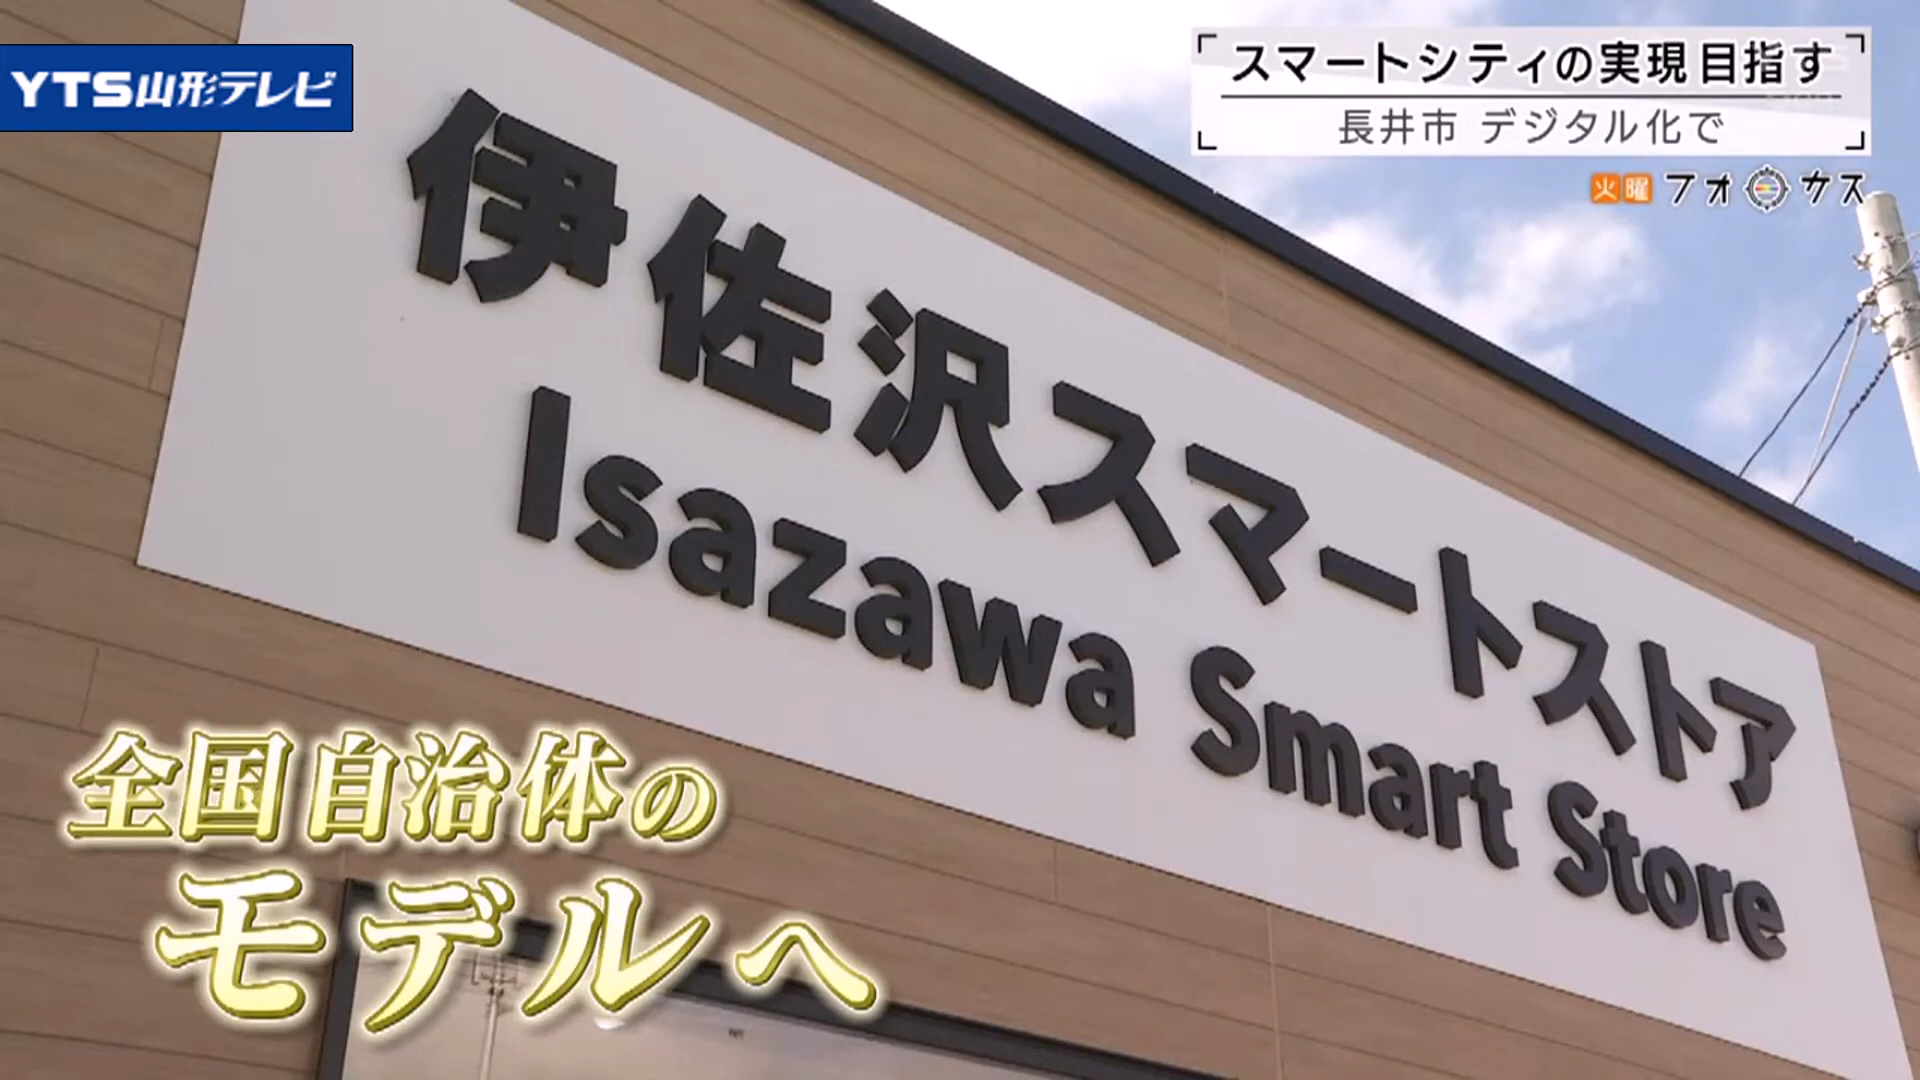 YTS山形テレビ
スマートシティの実現目指す
長井市 デジタル化で
火曜 フォーカス
伊佐沢スマートストア
Isazawa Smart Store
全国自治体の
モデルへ